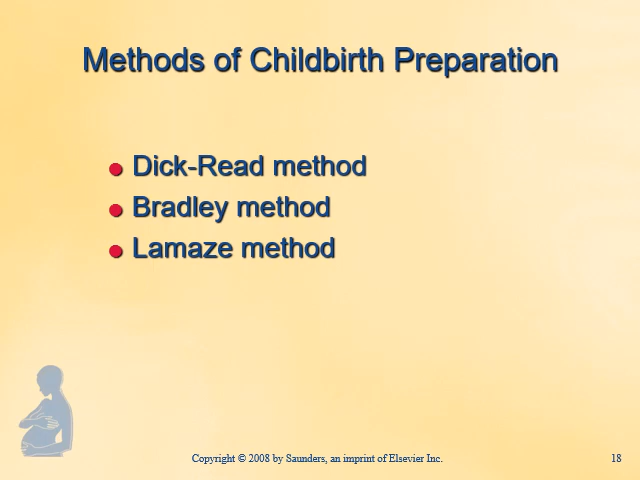 Methods of Childbirth Preparation
Dick-Read method
Bradley method
Lamaze method
Copyright © 2008 by Saunders, an imprint of Elsevier Inc.
18